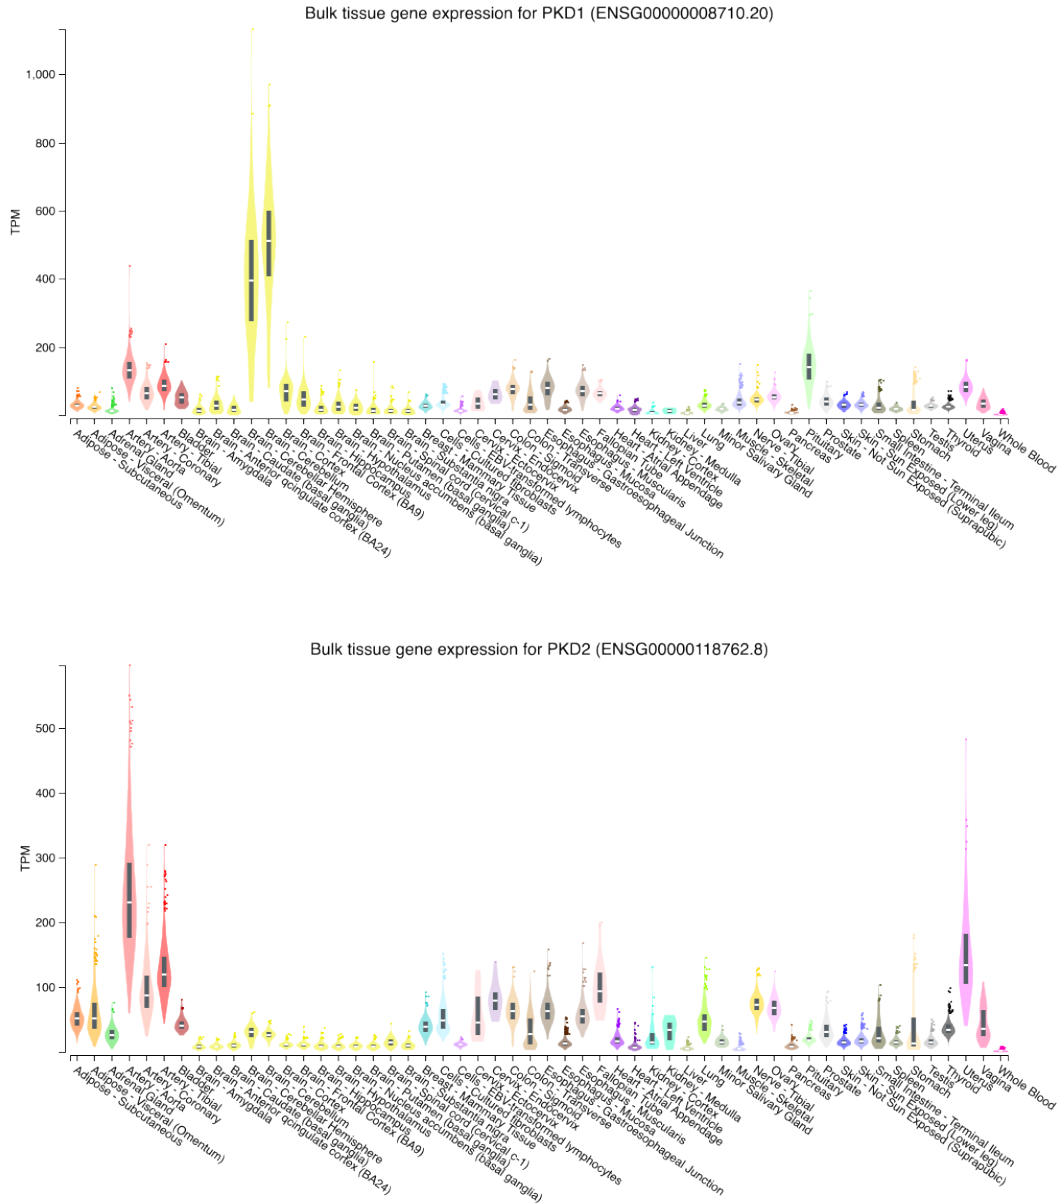 Bulk tissue gene expression for PKD1 (ENSG00000008710.20)
TPM
1,000
800
600
400
200
Adipose - Subcutaneous
Adipose - Visceral (Omentum)
Adrenal Gland
Artery - Aorta
Artery - Coronary
Artery - Tibial
Bladder
Brain - Amygdala
Brain - Anterior cingulate cortex (BA24)
Brain - Caudate (basal ganglia)
Brain - Cerebellar Hemisphere
Brain - Cerebellum
Brain - Cortex
Brain - Frontal Cortex (BA9)
Brain - Hippocampus
Brain - Hypothalamus
Brain - Nucleus accumbens (basal ganglia)
Brain - Putamen (basal ganglia)
Brain - Spinal cord (cervical c-1)
Brain - Substantia nigra
Breast - Mammary Tissue
Cells - Cultured fibroblasts
Cells - EBV-transformed lymphocytes
Cervix - Ectocervix
Cervix - Endocervix
Colon - Sigmoid
Colon - Transverse
Esophagus - Gastroesophageal Junction
Esophagus - Mucosa
Esophagus - Muscularis
Fallopian Tube
Heart - Atrial Appendage
Heart - Left Ventricle
Kidney - Cortex
Kidney - Medulla
Liver
Lung
Minor Salivary Gland
Muscle - Skeletal
Nerve - Tibial
Ovary
Pancreas
Pituitary
Prostate
Skin - Not Sun Exposed (Suprapubic)
Skin - Sun Exposed (Lower leg)
Small Intestine - Terminal Ileum
Spleen
Stomach
Testis
Thyroid
Uterus
Vagina
Whole Blood
Bulk tissue gene expression for PKD2 (ENSG00000118762.8)
TPM
500
400
300
200
100
Adipose - Subcutaneous
Adipose - Visceral (Omentum)
Adrenal Gland
Artery - Aorta
Artery - Coronary
Artery - Tibial
Bladder
Brain - Amygdala
Brain - Anterior cingulate cortex (BA24)
Brain - Caudate (basal ganglia)
Brain - Cerebellar Hemisphere
Brain - Cerebellum
Brain - Cortex
Brain - Frontal Cortex (BA9)
Brain - Hippocampus
Brain - Hypothalamus
Brain - Nucleus accumbens (basal ganglia)
Brain - Putamen (basal ganglia)
Brain - Spinal cord (cervical c-1)
Brain - Substantia nigra
Breast - Mammary Tissue
Cells - Cultured fibroblasts
Cells - EBV-transformed lymphocytes
Cervix - Ectocervix
Cervix - Endocervix
Colon - Sigmoid
Colon - Transverse
Esophagus - Gastroesophageal Junction
Esophagus - Mucosa
Esophagus - Muscularis
Fallopian Tube
Heart - Atrial Appendage
Heart - Left Ventricle
Kidney - Cortex
Kidney - Medulla
Liver
Lung
Minor Salivary Gland
Muscle - Skeletal
Nerve - Tibial
Ovary
Pancreas
Pituitary
Prostate
Skin - Not Sun Exposed (Suprapubic)
Skin - Sun Exposed (Lower leg)
Small Intestine - Terminal Ileum
Spleen
Stomach
Testis
Thyroid
Uterus
Vagina
Whole Blood